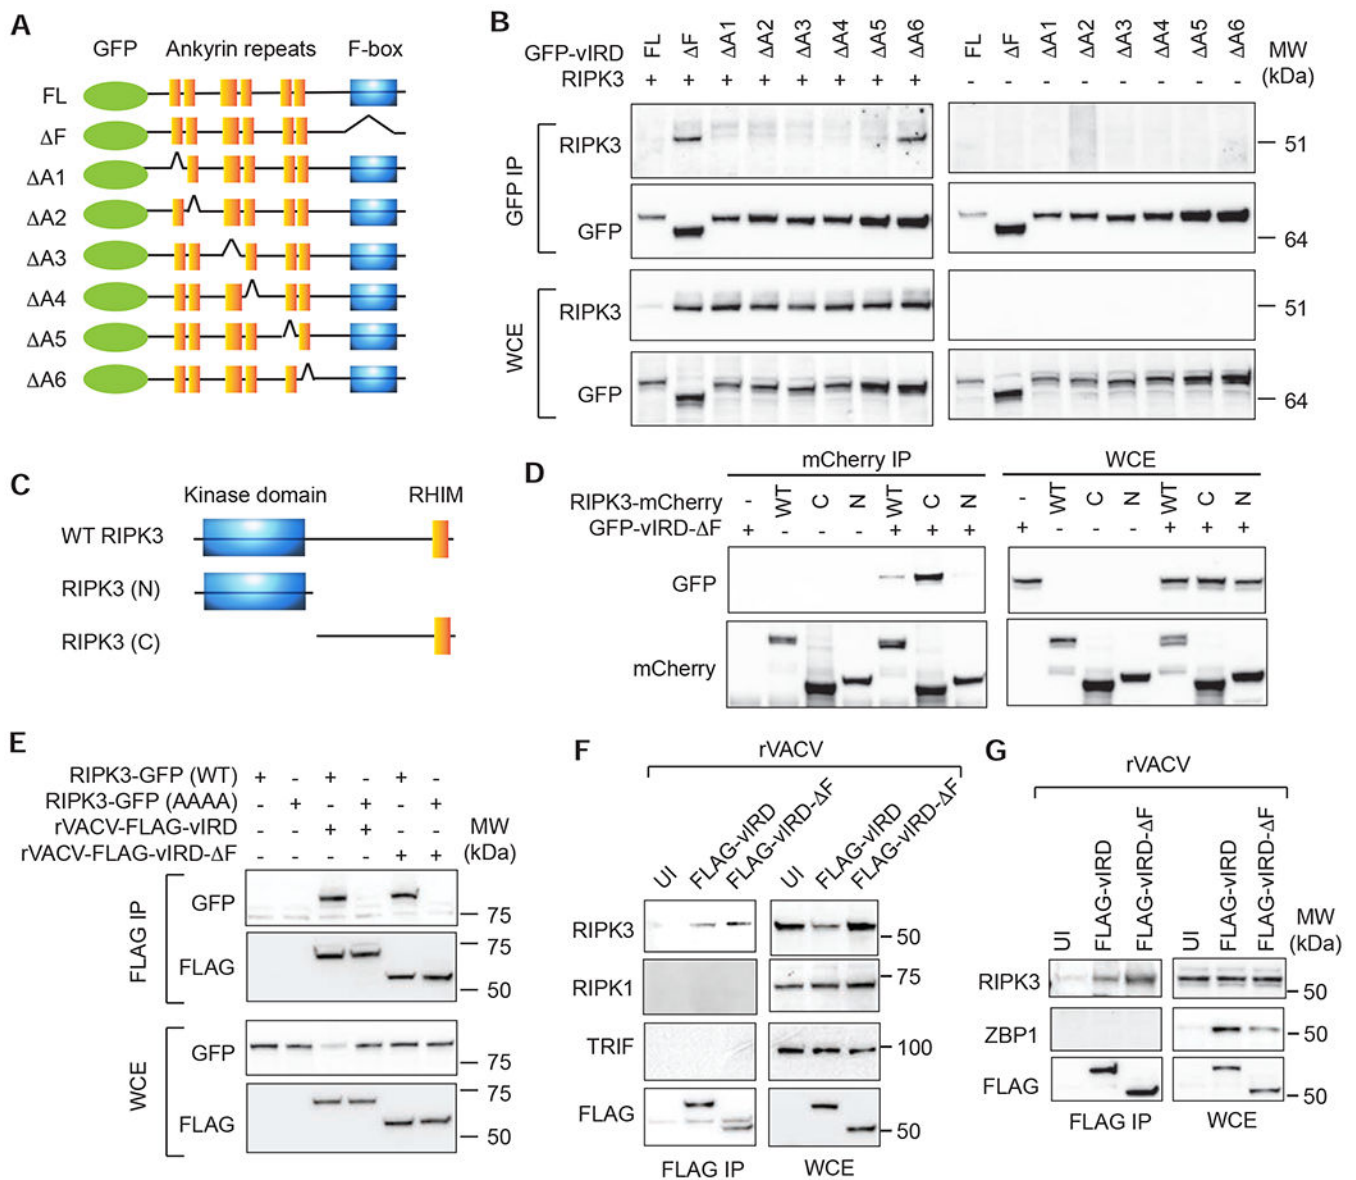 A
GFP Ankyrin repeats F-box
FL
ΔF
ΔA1
ΔA2
ΔA3
ΔA4
ΔA5
ΔA6
B
GFP-vIRD FL ΔF ΔA1 ΔA2 ΔA3 ΔA4 ΔA5 ΔA6 FL ΔF ΔA1 ΔA2 ΔA3 ΔA4 ΔA5 ΔA6 MW
RIPK3 + + + + + + + + - - - - - - - - (kDa)
GFP IP
RIPK3 51
GFP 64
WCE
RIPK3 51
GFP 64
C
Kinase domain RHIM
WT RIPK3
RIPK3 (N)
RIPK3 (C)
D
mCherry IP WCE
RIPK3-mCherry - WT C N WT C N - WT C N WT C N
GFP-vIRD-ΔF + - - - + + + + - - - + + +
GFP
mCherry
E
RIPK3-GFP (WT) + - + - + -
RIPK3-GFP (AAAA) - + - + - +
rVACV-FLAG-vIRD - - + + - - MW
rVACV-FLAG-vIRD-ΔF - - - - + + (kDa)
FLAG IP
GFP 75
FLAG 75
50
WCE
GFP 75
FLAG 75
50
F
rVACV
UI FLAG-vIRD FLAG-vIRD-ΔF UI FLAG-vIRD FLAG-vIRD-ΔF
RIPK3 50
RIPK1 75
TRIF 100
FLAG 50
FLAG IP WCE
G
rVACV
UI FLAG-vIRD FLAG-vIRD-ΔF UI FLAG-vIRD FLAG-vIRD-ΔF MW
(kDa)
RIPK3 50
ZBP1 50
FLAG 50
FLAG IP WCE